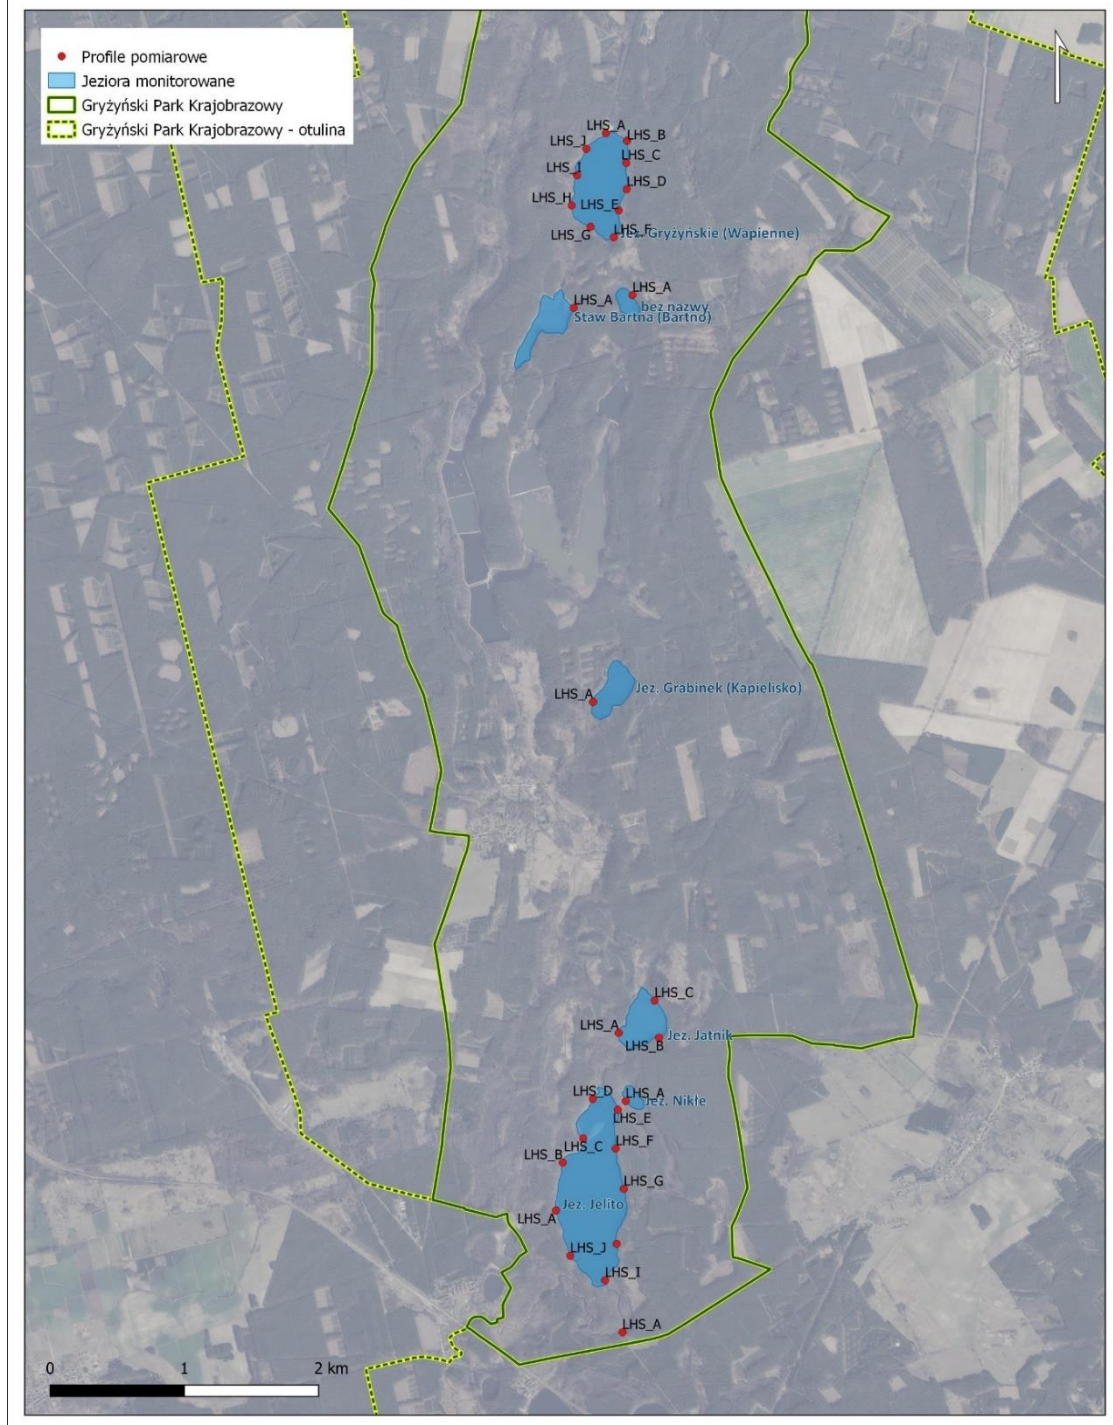 Profile pomiarowe
Jeziora monitorowane
Gryżyński Park Krajobrazowy
Gryżyński Park Krajobrazowy - otulina
LHS_A
LHS_J
LHS_B
LHS_C
LHS_I
LHS_D
LHS_H
LHS_E
LHS_G
LHS_F
Jez. Gryżyńskie (Wapienne)
LHS_A
LHS_A
bez nazwy
Staw Bartna (Bartno)
Jez. Grabinek (Kapielisko)
LHS_A
LHS_C
LHS_A
Jez. Jatnik
LHS_B
LHS_D
LHS_A
Jez. Nikłe
LHS_E
LHS_C
LHS_F
LHS_B
LHS_G
Jez. Jelito
LHS_A
LHS_J
LHS_I
LHS_A
0 1 2 km